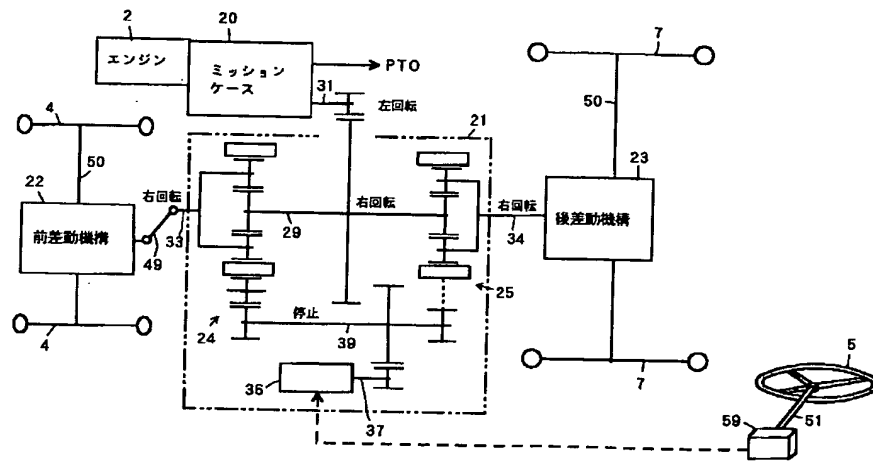 2
20
エンジン
ミッション
ケース
PTO
31
左回転
7
50
4
50
21
22
23
右回転
右回転
右回転
前差動機構
後差動機構
33
49
29
34
停止
24
39
25
4
36
37
7
5
59
51